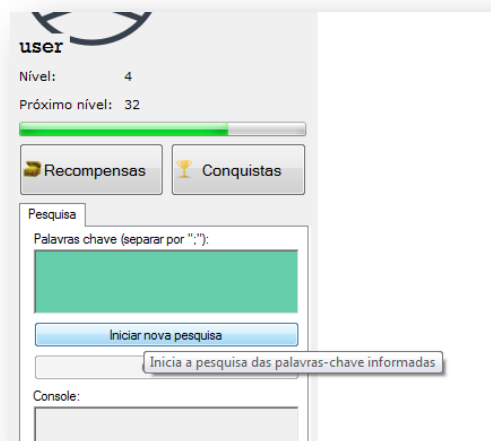 user
Nível: 4
Próximo nível: 32
Recompensas Conquistas
Pesquisa
Palavras chave (separar por ";"):
Iniciar nova pesquisa
Inicia a pesquisa das palavras-chave informadas
Console: